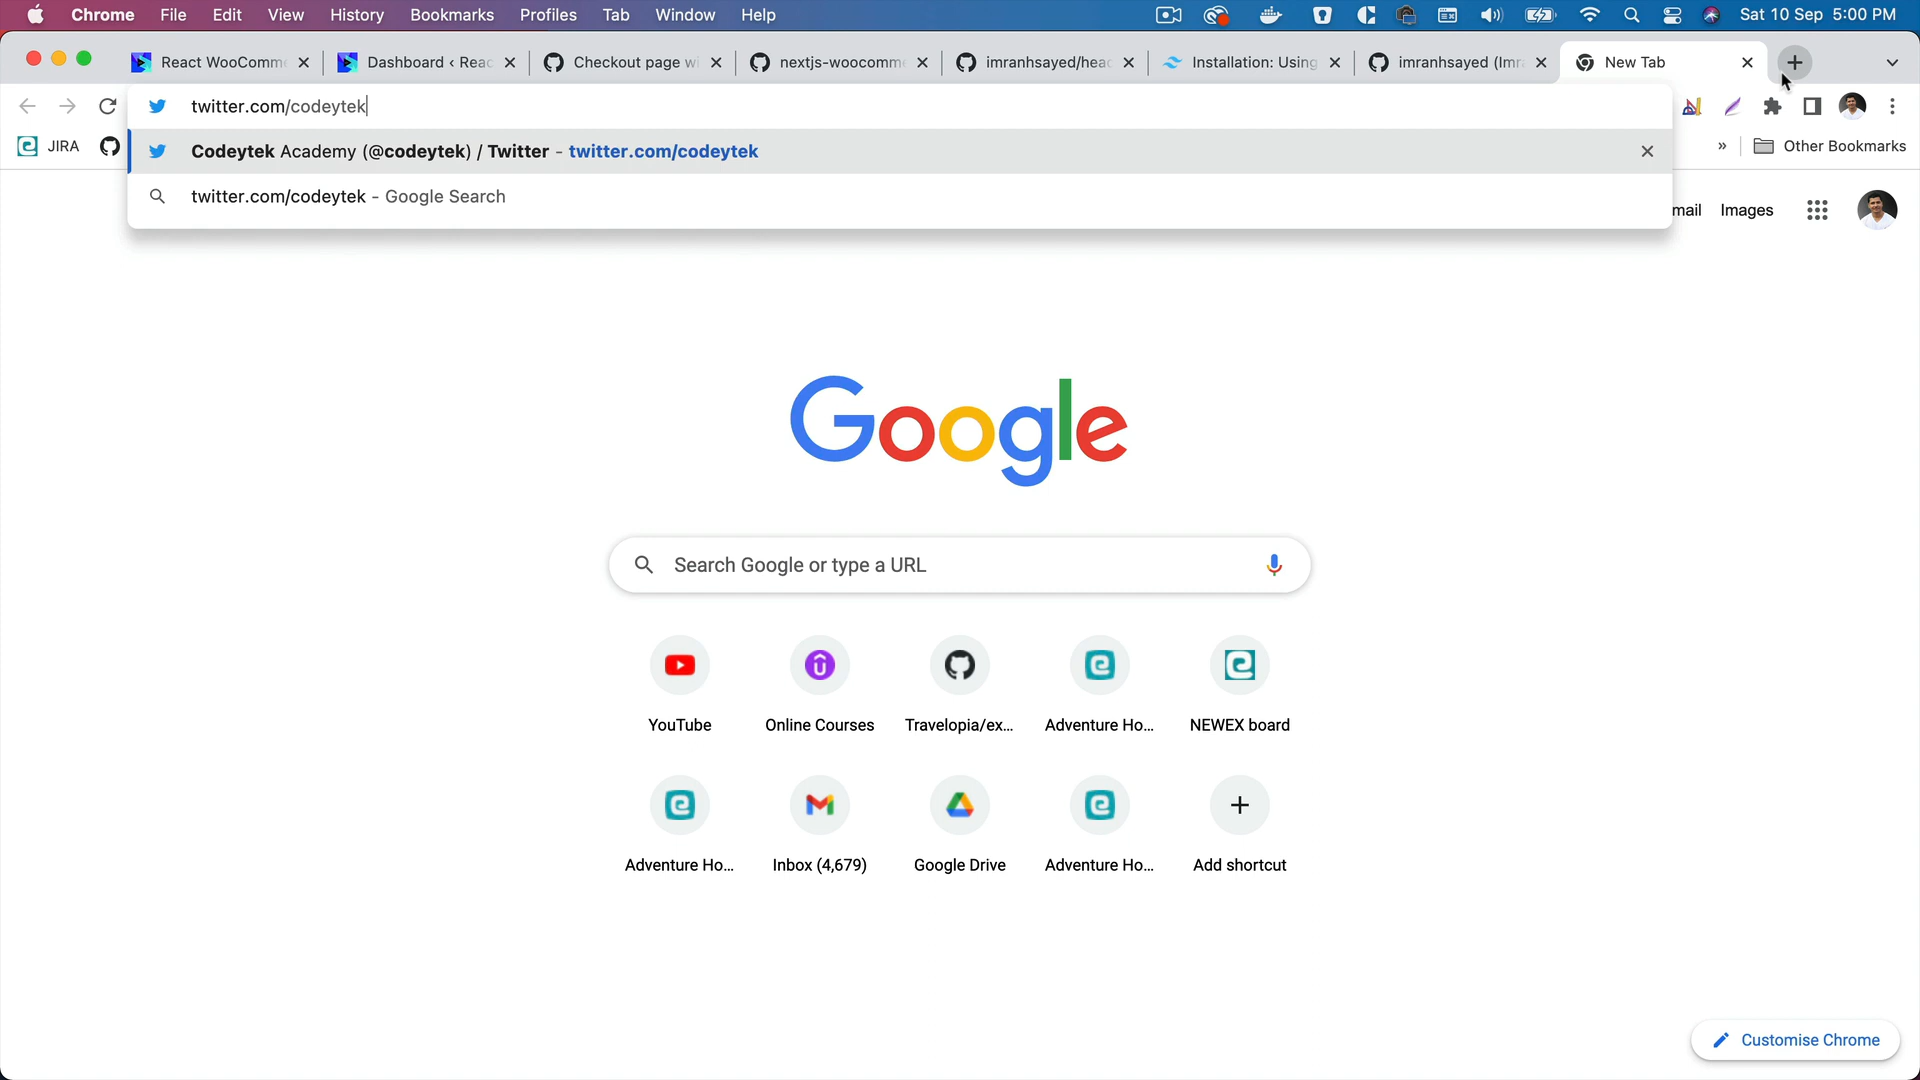 Chrome File Edit View History Bookmarks Profiles Tab Window Help Sat 10 Sep 5:00 PM
React WooComm Dashboard ‹ Reac Checkout page wi nextjs-woocomme imranhsayed/head Installation: Using imranhsayed (Imra New Tab
twitter.com/codeytek
JIRA
Codeytek Academy (@codeytek) / Twitter - twitter.com/codeytek
» Other Bookmarks
twitter.com/codeytek - Google Search
mail Images
Google
Search Google or type a URL
YouTube Online Courses Travelopia/ex... Adventure Ho... NEWEX board
Adventure Ho... Inbox (4,679) Google Drive Adventure Ho... Add shortcut
Customise Chrome